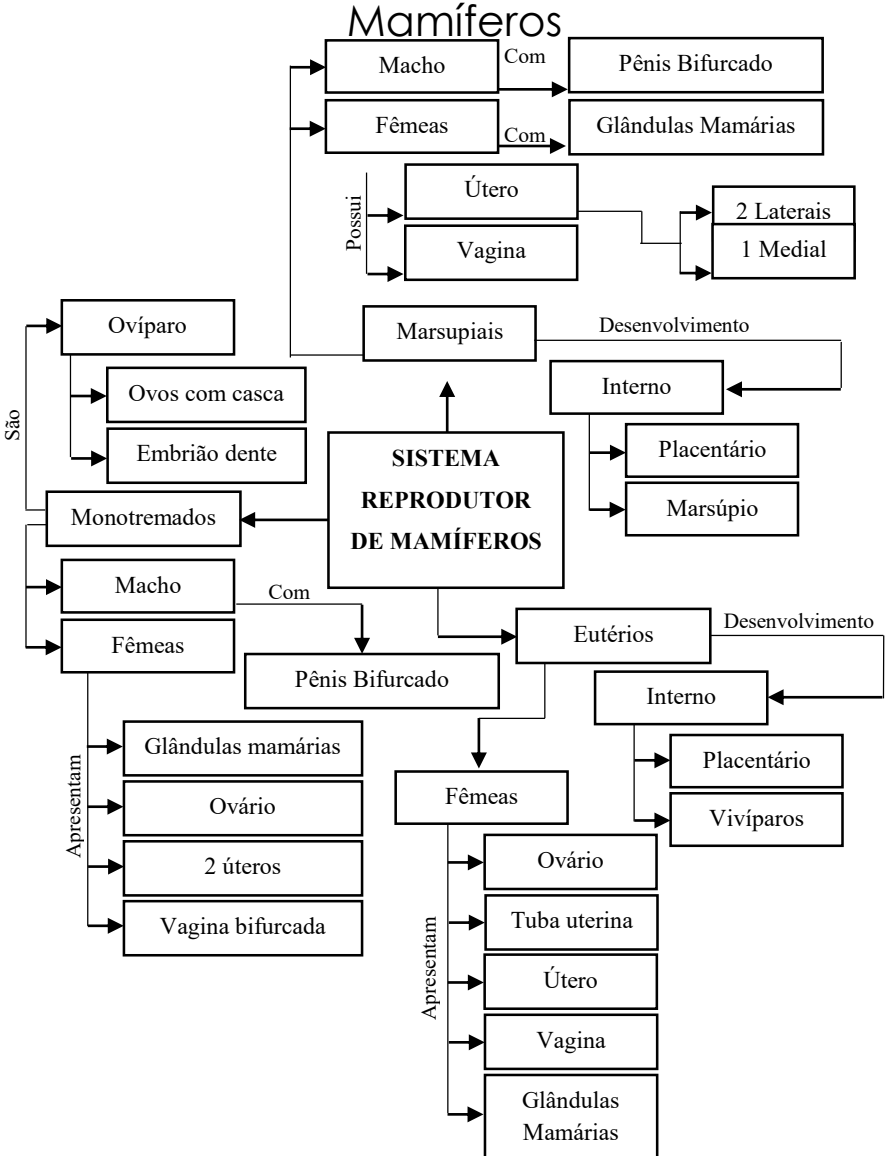 Mamíferos
Macho
Com
Pênis Bifurcado
Fêmeas
Com
Glândulas Mamárias
Possui
Útero
2 Laterais
1 Medial
Vagina
Marsupiais
Desenvolvimento
Interno
Placentário
Marsúpio
Ovíparo
Ovos com casca
Embrião dente
São
Monotremados
SISTEMA
REPRODUTOR
DE MAMÍFEROS
Macho
Com
Pênis Bifurcado
Fêmeas
Apresentam
Glândulas mamárias
Ovário
2 úteros
Vagina bifurcada
Eutérios
Desenvolvimento
Interno
Placentário
Vivíparos
Fêmeas
Apresentam
Ovário
Tuba uterina
Útero
Vagina
Glândulas
Mamárias